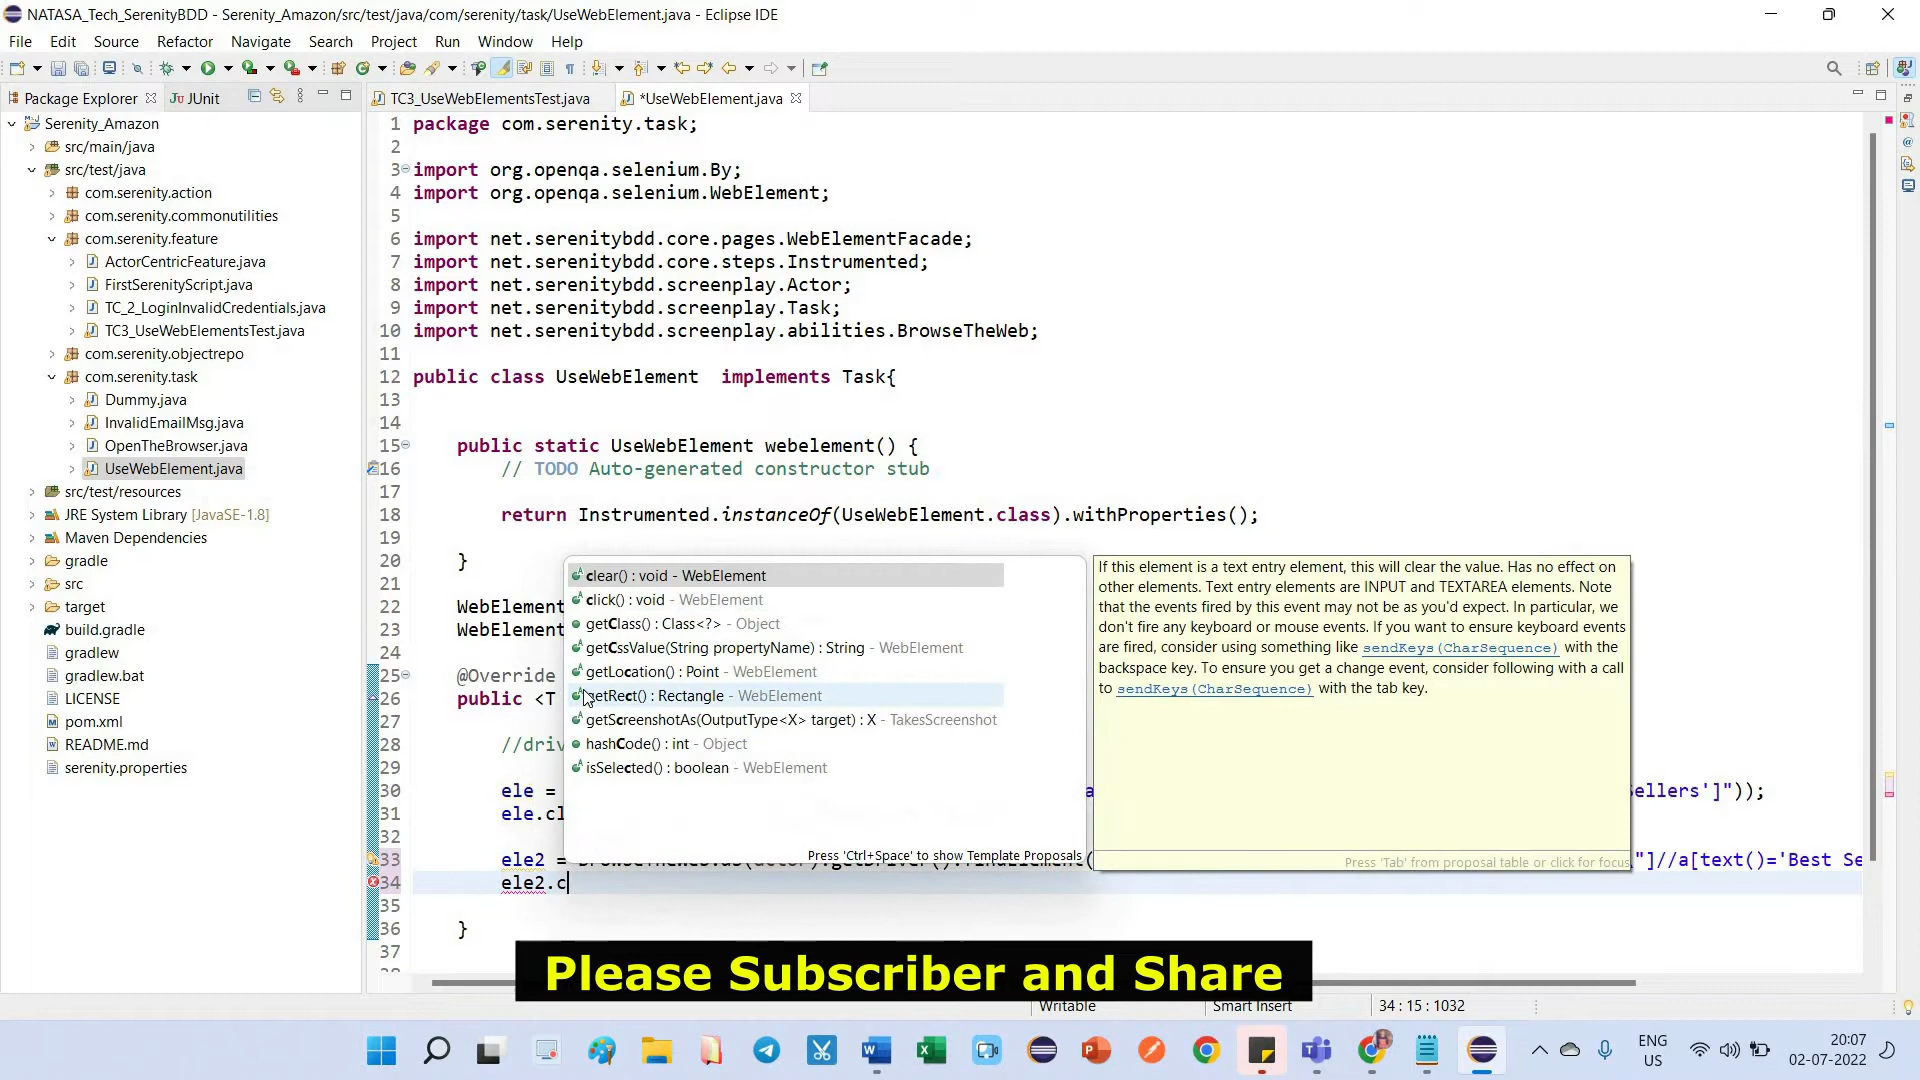 NATASA_Tech_SerenityBDD - Serenity_Amazon/src/test/java/com/serenity/task/UseWebElement.java - Eclipse IDE
File Edit Source Refactor Navigate Search Project Run Window Help
Package Explorer JUnit
TC3_UseWebElementsTest.java *UseWebElement.java
Serenity_Amazon
src/main/java
src/test/java
com.serenity.action
com.serenity.commonutilities
com.serenity.feature
ActorCentricFeature.java
FirstSerenityScript.java
TC_2_LoginInvalidCredentials.java
TC3_UseWebElementsTest.java
com.serenity.objectrepo
com.serenity.task
Dummy.java
InvalidEmailMsg.java
OpenTheBrowser.java
UseWebElement.java
src/test/resources
JRE System Library [JavaSE-1.8]
Maven Dependencies
gradle
src
target
build.gradle
gradlew
gradlew.bat
LICENSE
pom.xml
README.md
serenity.properties
1 package com.serenity.task;
2
3 import org.openqa.selenium.By;
4 import org.openqa.selenium.WebElement;
5
6 import net.serenitybdd.core.pages.WebElementFacade;
7 import net.serenitybdd.core.steps.Instrumented;
8 import net.serenitybdd.screenplay.Actor;
9 import net.serenitybdd.screenplay.Task;
10 import net.serenitybdd.screenplay.abilities.BrowseTheWeb;
11
12 public class UseWebElement implements Task{
13
14
15 public static UseWebElement webelement() {
16 // TODO Auto-generated constructor stub
17
18 return Instrumented.instanceOf(UseWebElement.class).withProperties();
19
20 }
21
22 WebElement
23 WebElement
24
25 @Override
26 public <T
27
28 //driv
29
30 ele = a ellers']"));
31 ele.cl
32
33 ele2 = BrowseTheWeb.as(actor).getDriver().findElement( "]//a[text()='Best Se
34 ele2.c
35
36 }
37
clear() : void - WebElement
click() : void - WebElement
getClass() : Class<?> - Object
getCssValue(String propertyName) : String - WebElement
getLocation() : Point - WebElement
getRect() : Rectangle - WebElement
getScreenshotAs(OutputType<X> target) : X - TakesScreenshot
hashCode() : int - Object
isSelected() : boolean - WebElement
Press 'Ctrl+Space' to show Template Proposals
If this element is a text entry element, this will clear the value. Has no effect on
other elements. Text entry elements are INPUT and TEXTAREA elements. Note
that the events fired by this event may not be as you'd expect. In particular, we
don't fire any keyboard or mouse events. If you want to ensure keyboard events
are fired, consider using something like sendKeys(CharSequence) with the
backspace key. To ensure you get a change event, consider following with a call
to sendKeys(CharSequence) with the tab key.
Press 'Tab' from proposal table or click for focus
Please Subscriber and Share
Writable Smart Insert 34 : 15 : 1032
ENG
US
20:07
02-07-2022